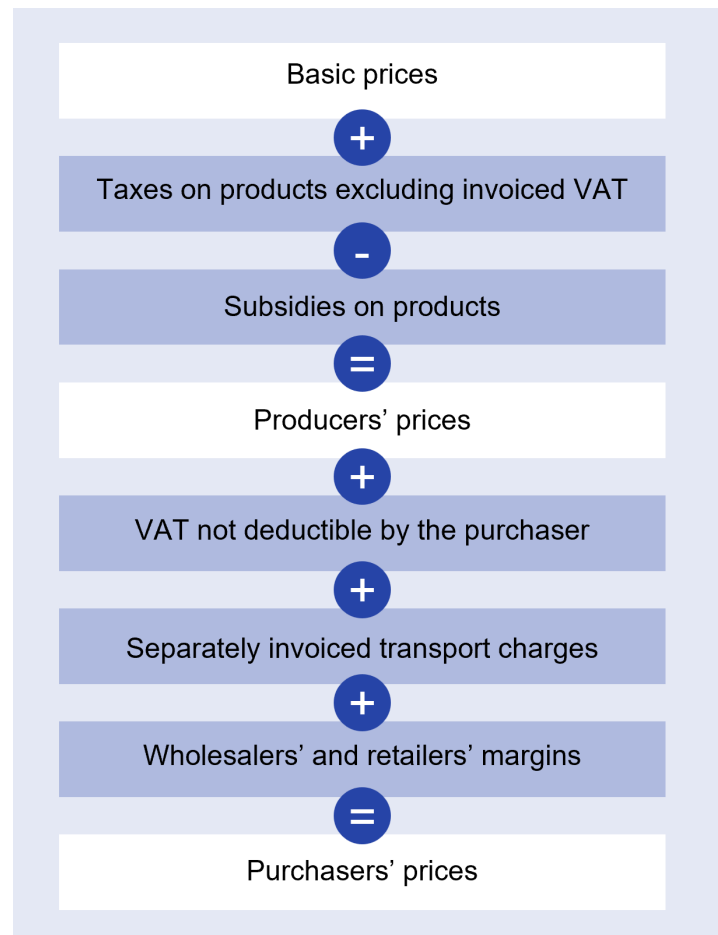 Basic prices
+
Taxes on products excluding invoiced VAT
-
Subsidies on products
=
Producers’ prices
+
VAT not deductible by the purchaser
+
Separately invoiced transport charges
+
Wholesalers’ and retailers’ margins
=
Purchasers’ prices